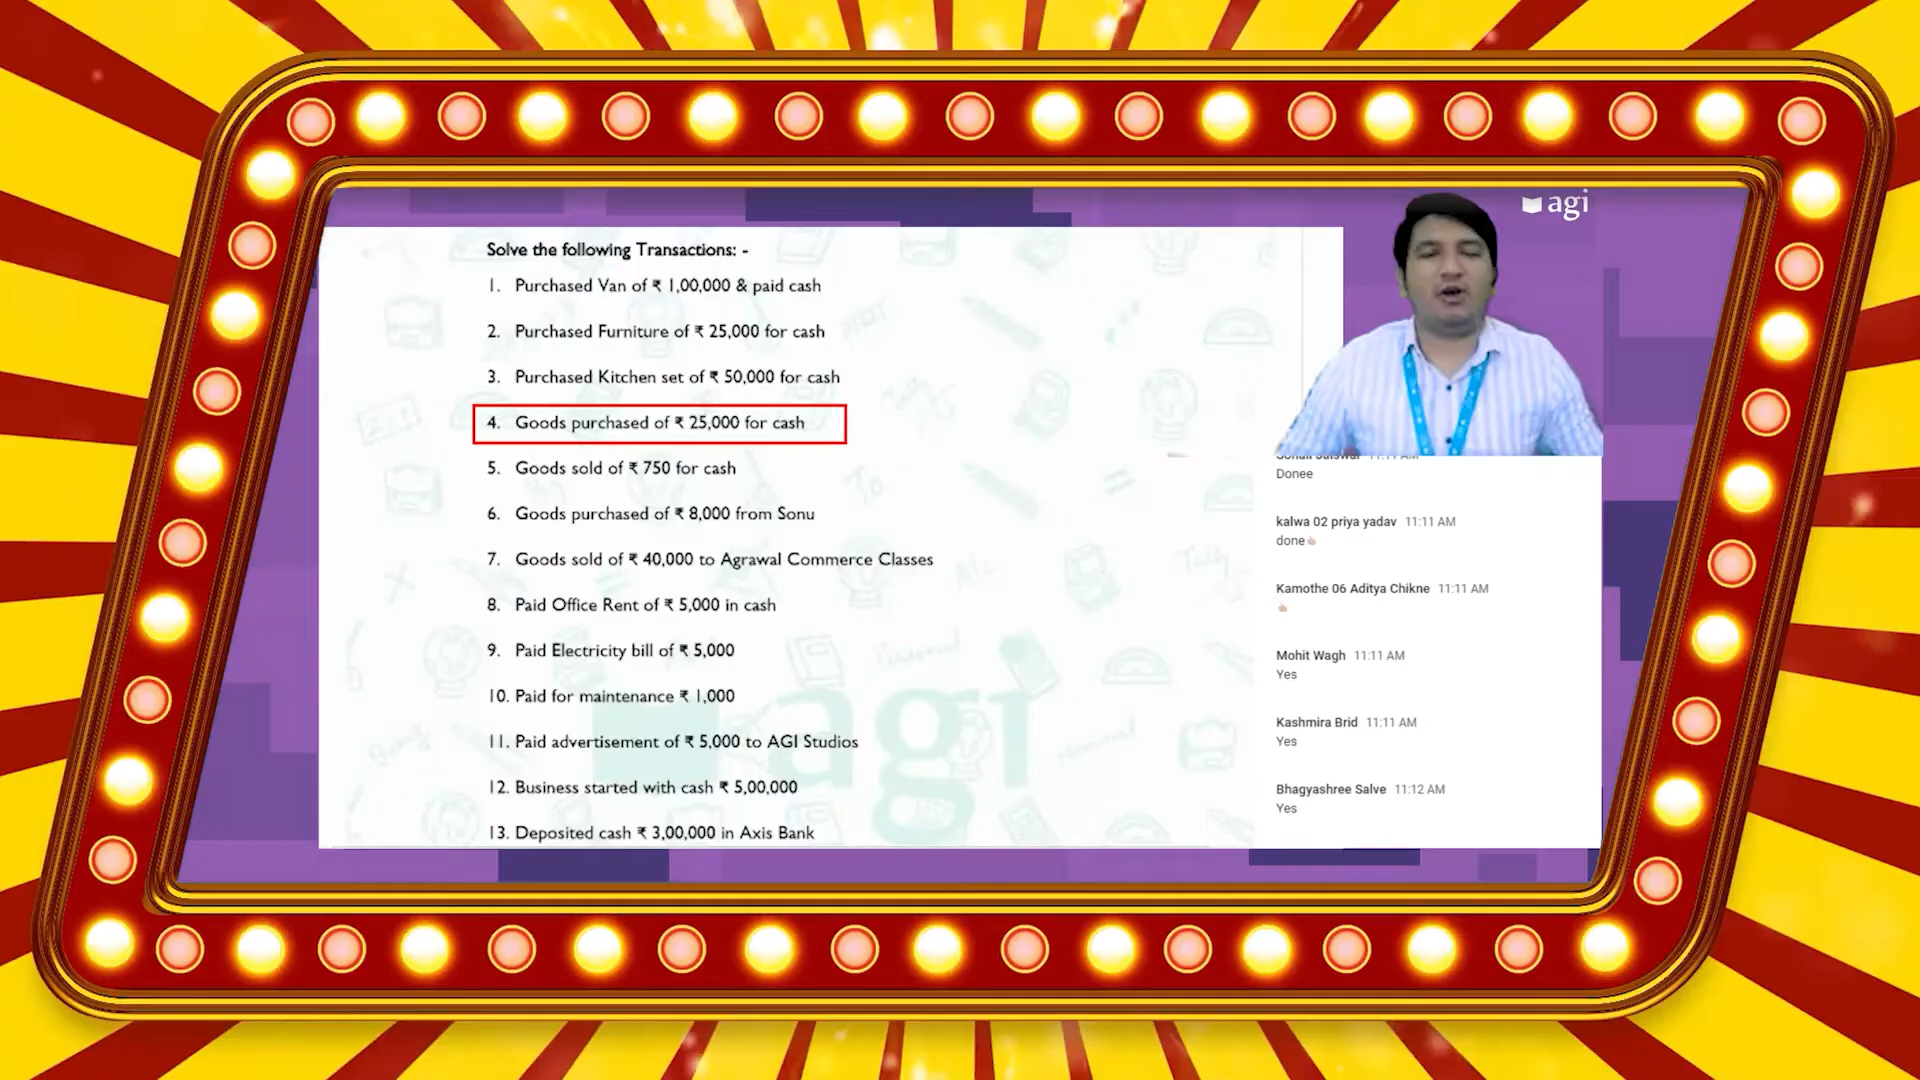 agi
Solve the following Transactions: -
1. Purchased Van of ₹ 1,00,000 & paid cash
2. Purchased Furniture of ₹ 25,000 for cash
3. Purchased Kitchen set of ₹ 50,000 for cash
4. Goods purchased of ₹ 25,000 for cash
5. Goods sold of ₹ 750 for cash
6. Goods purchased of ₹ 8,000 from Sonu
7. Goods sold of ₹ 40,000 to Agrawal Commerce Classes
8. Paid Office Rent of ₹ 5,000 in cash
9. Paid Electricity bill of ₹ 5,000
10. Paid for maintenance ₹ 1,000
11. Paid advertisement of ₹ 5,000 to AGI Studios
12. Business started with cash ₹ 5,00,000
13. Deposited cash ₹ 3,00,000 in Axis Bank
agi
Donee
kalwa 02 priya yadav 11:11 AM
done
Kamothe 06 Aditya Chikne 11:11 AM
Mohit Wagh 11:11 AM
Yes
Kashmira Brid 11:11 AM
Yes
Bhagyashree Salve 11:12 AM
Yes